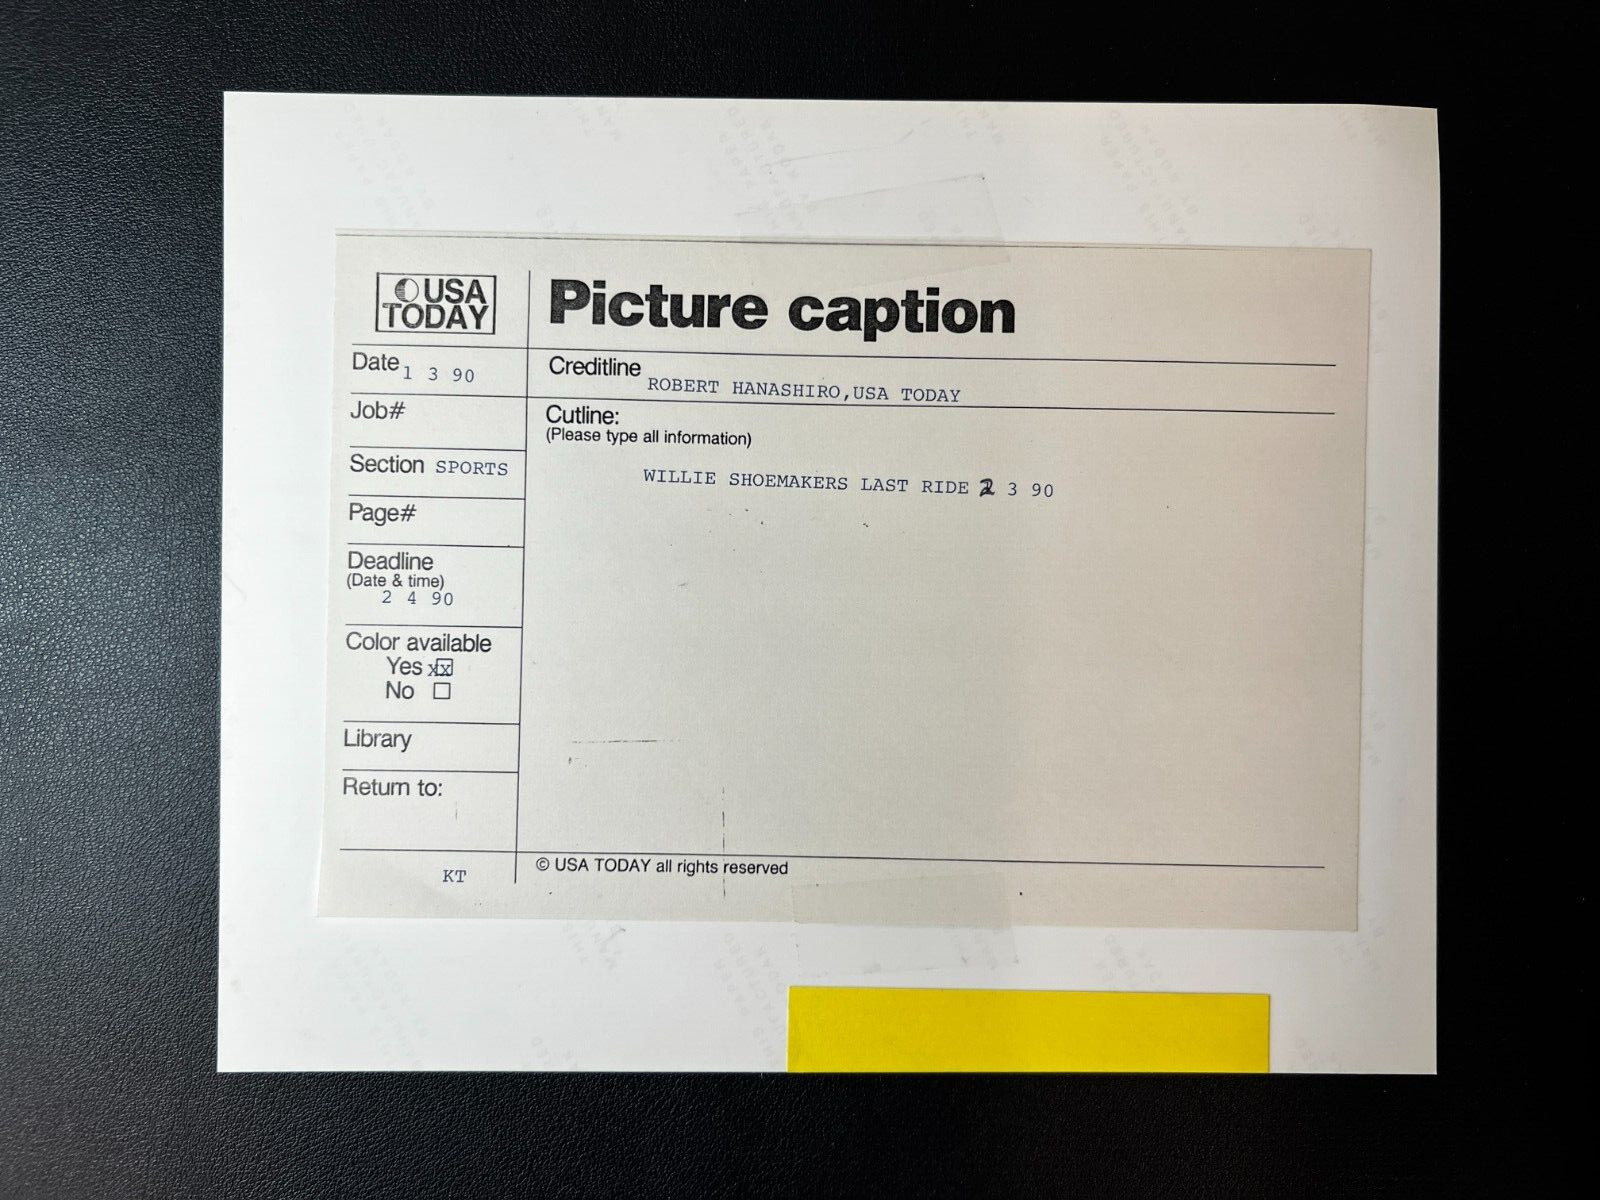 USA
TODAY
Picture caption
Date 1 3 90
Creditline ROBERT HANASHIRO,USA TODAY
Job#
Cutline:
(Please type all information)
Section SPORTS
WILLIE SHOEMAKERS LAST RIDE 2 3 90
Page#
Deadline
(Date & time)
2 4 90
Color available
Yes xx
No
Library
Return to:
KT
© USA TODAY all rights reserved